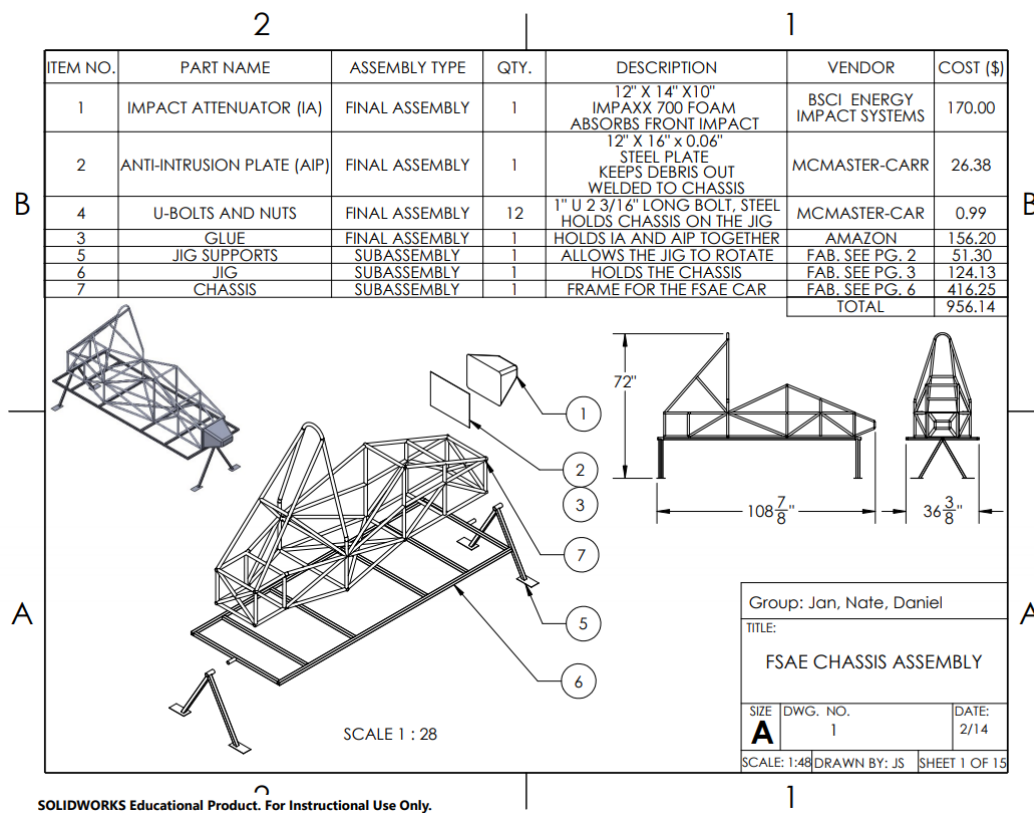 2 1
ITEM NO. PART NAME ASSEMBLY TYPE QTY. DESCRIPTION VENDOR COST ($)
1 IMPACT ATTENUATOR (IA) FINAL ASSEMBLY 1 12" X 14" X10" IMPAXX 700 FOAM ABSORBS FRONT IMPACT BSCI ENERGY IMPACT SYSTEMS 170.00
2 ANTI-INTRUSION PLATE (AIP) FINAL ASSEMBLY 1 12" X 16" x 0.06" STEEL PLATE KEEPS DEBRIS OUT WELDED TO CHASSIS MCMASTER-CARR 26.38
B B
4 U-BOLTS AND NUTS FINAL ASSEMBLY 12 1" U 2 3/16" LONG BOLT, STEEL HOLDS CHASSIS ON THE JIG MCMASTER-CAR 0.99
3 GLUE FINAL ASSEMBLY 1 HOLDS IA AND AIP TOGETHER AMAZON 156.20
5 JIG SUPPORTS SUBASSEMBLY 1 ALLOWS THE JIG TO ROTATE FAB. SEE PG. 2 51.30
6 JIG SUBASSEMBLY 1 HOLDS THE CHASSIS FAB. SEE PG. 3 124.13
7 CHASSIS SUBASSEMBLY 1 FRAME FOR THE FSAE CAR FAB. SEE PG. 6 416.25
TOTAL 956.14
72"
1
2
3
108 7/8"
36 3/8"
7
5
6
A A
SCALE 1 : 28
Group: Jan, Nate, Daniel
TITLE:
FSAE CHASSIS ASSEMBLY
SIZE DWG. NO. DATE:
A 1 2/14
SCALE: 1:48 DRAWN BY: JS SHEET 1 OF 15
2 1
SOLIDWORKS Educational Product. For Instructional Use Only.